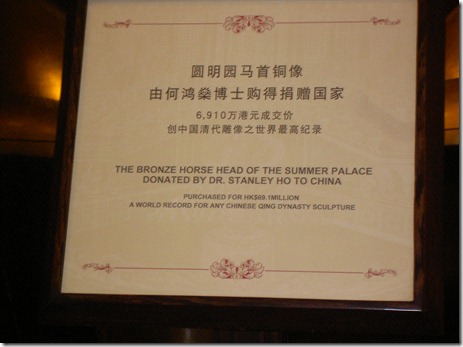 圆明园马首铜像
由何鸿燊博士购得捐赠国家
6,910万港元成交价
创中国清代雕像之世界最高纪录
THE BRONZE HORSE HEAD OF THE SUMMER PALACE
DONATED BY DR. STANLEY HO TO CHINA
PURCHASED FOR HK$69.1MILLION
A WORLD RECORD FOR ANY CHINESE QING DYNASTY SCULPTURE